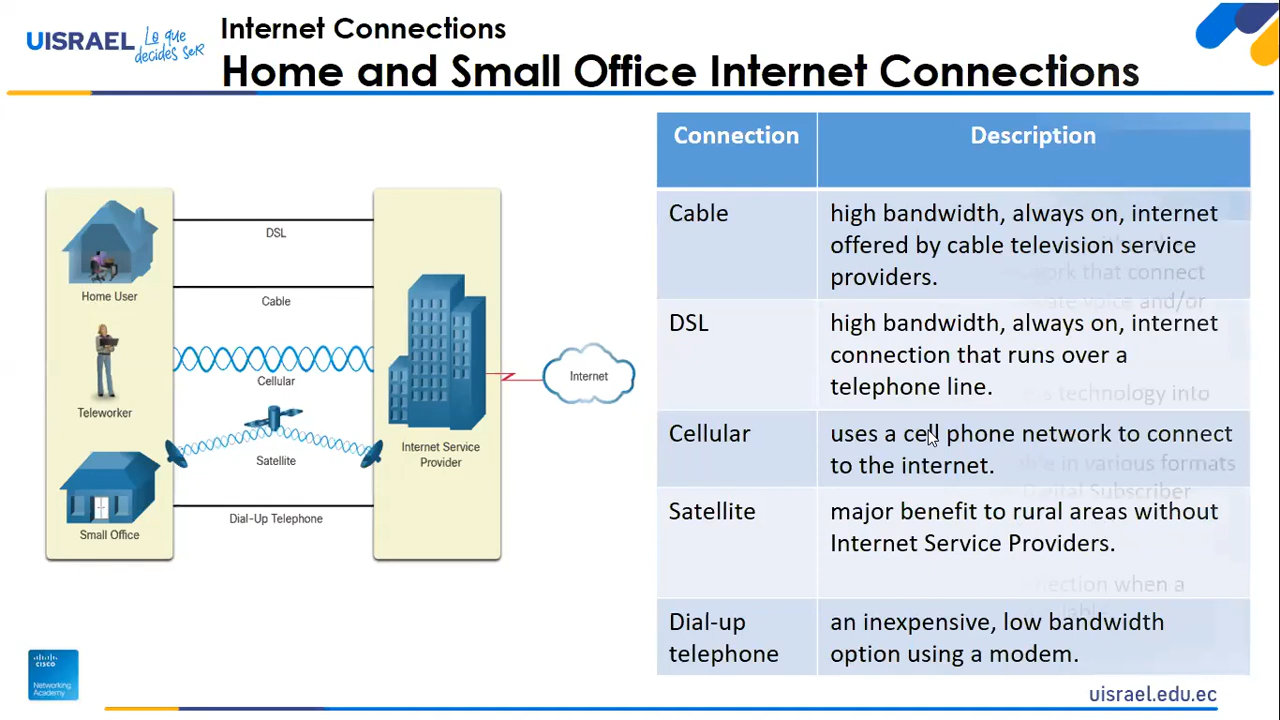 UISRAEL Lo que decides seR
Internet Connections
Home and Small Office Internet Connections
Home User
Teleworker
Small Office
DSL
Cable
Cellular
Satellite
Dial-Up Telephone
Internet Service
Provider
Internet
Connection Description
Cable
high bandwidth, always on, internet
offered by cable television service
providers.
DSL
high bandwidth, always on, internet
connection that runs over a
telephone line.
Cellular
uses a cell phone network to connect
to the internet.
Satellite
major benefit to rural areas without
Internet Service Providers.
Dial-up
telephone
an inexpensive, low bandwidth
option using a modem.
cisco
Networking
Academy
uisrael.edu.ec